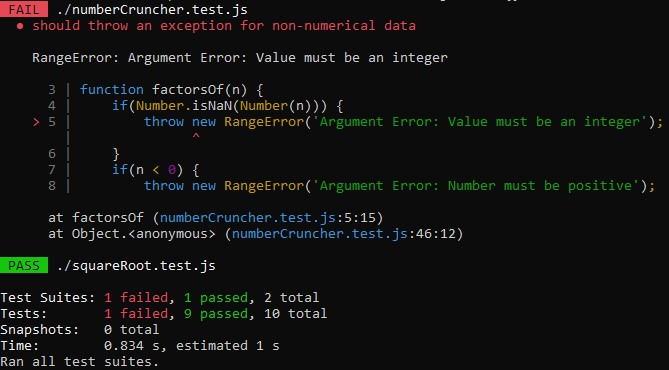 FAIL ./numberCruncher.test.js
● should throw an exception for non-numerical data
RangeError: Argument Error: Value must be an integer
3 | function factorsOf(n) {
4 |     if(Number.isNaN(Number(n))) {
> 5 |         throw new RangeError('Argument Error: Value must be an integer');
|               ^
6 |     }
7 |     if(n < 0) {
8 |         throw new RangeError('Argument Error: Number must be positive');
at factorsOf (numberCruncher.test.js:5:15)
at Object.<anonymous> (numberCruncher.test.js:46:12)
PASS ./squareRoot.test.js
Test Suites: 1 failed, 1 passed, 2 total
Tests:       1 failed, 9 passed, 10 total
Snapshots:   0 total
Time:        0.834 s, estimated 1 s
Ran all test suites.